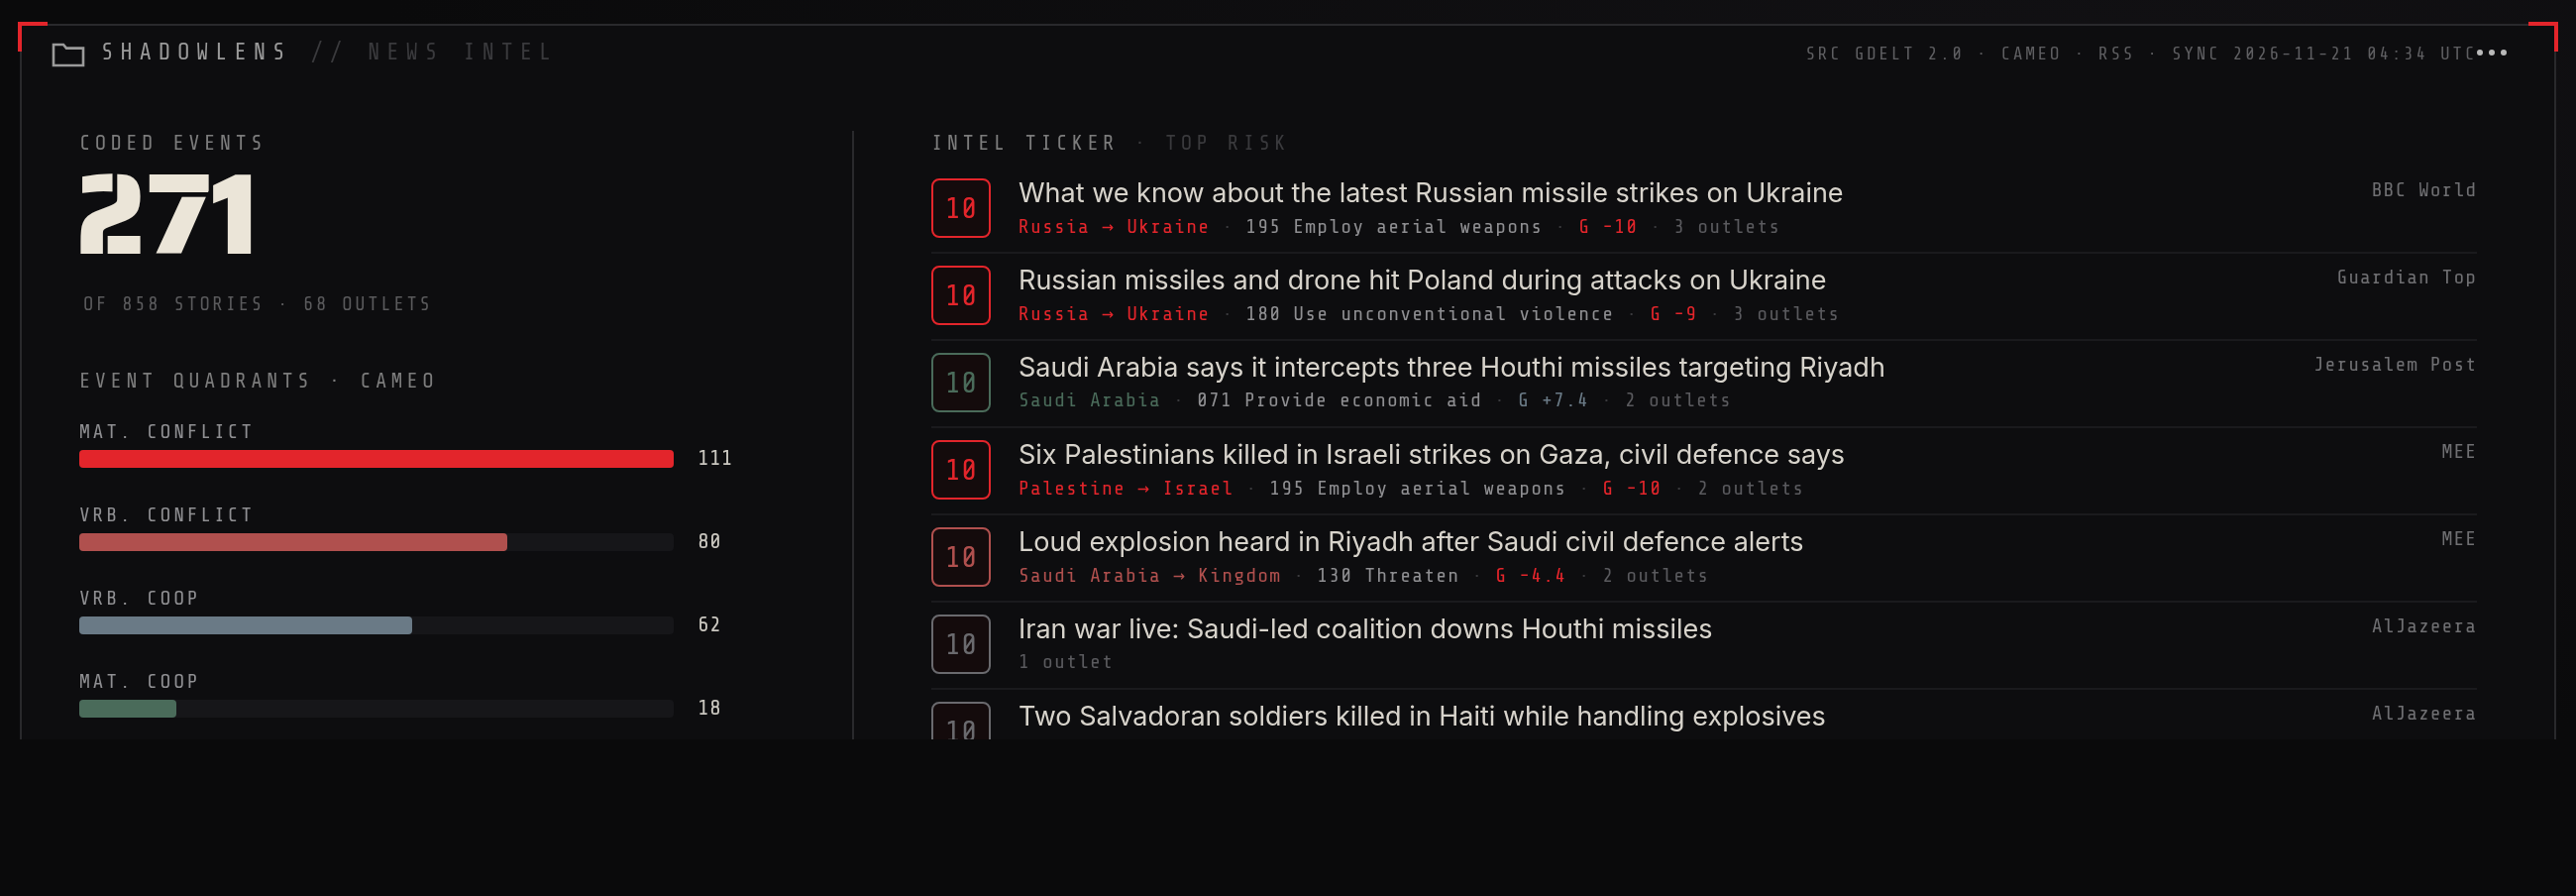 SHADOWLENS // NEWS INTEL
SRC GDELT 2.0 · CAMEO · RSS · SYNC 2026-11-21 04:34 UTC•••
CODED EVENTS
271
OF 858 STORIES · 68 OUTLETS
EVENT QUADRANTS · CAMEO
MAT. CONFLICT
111
VRB. CONFLICT
80
VRB. COOP
62
MAT. COOP
18
INTEL TICKER · TOP RISK
10
What we know about the latest Russian missile strikes on Ukraine
BBC World
Russia → Ukraine · 195 Employ aerial weapons · G -10 · 3 outlets
10
Russian missiles and drone hit Poland during attacks on Ukraine
Guardian Top
Russia → Ukraine · 180 Use unconventional violence · G -9 · 3 outlets
10
Saudi Arabia says it intercepts three Houthi missiles targeting Riyadh
Jerusalem Post
Saudi Arabia · 071 Provide economic aid · G +7.4 · 2 outlets
10
Six Palestinians killed in Israeli strikes on Gaza, civil defence says
MEE
Palestine → Israel · 195 Employ aerial weapons · G -10 · 2 outlets
10
Loud explosion heard in Riyadh after Saudi civil defence alerts
MEE
Saudi Arabia → Kingdom · 130 Threaten · G -4.4 · 2 outlets
10
Iran war live: Saudi-led coalition downs Houthi missiles
AlJazeera
1 outlet
10
Two Salvadoran soldiers killed in Haiti while handling explosives
AlJazeera